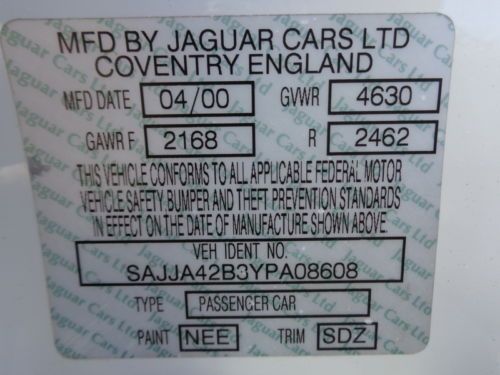 MFD BY JAGUAR CARS LTD
COVENTRY ENGLAND
MFD DATE 04/00 GVWR 4630
GAWR F 2168 R 2462
THIS VEHICLE CONFORMS TO ALL APPLICABLE FEDERAL MOTOR
VEHICLE SAFETY BUMPER AND THEFT PREVENTION STANDARDS
IN EFFECT ON THE DATE OF MANUFACTURE SHOWN ABOVE.
VEH IDENT NO.
SAJJA42B3YPA08608
TYPE PASSENGER CAR
PAINT NEE TRIM SDZ